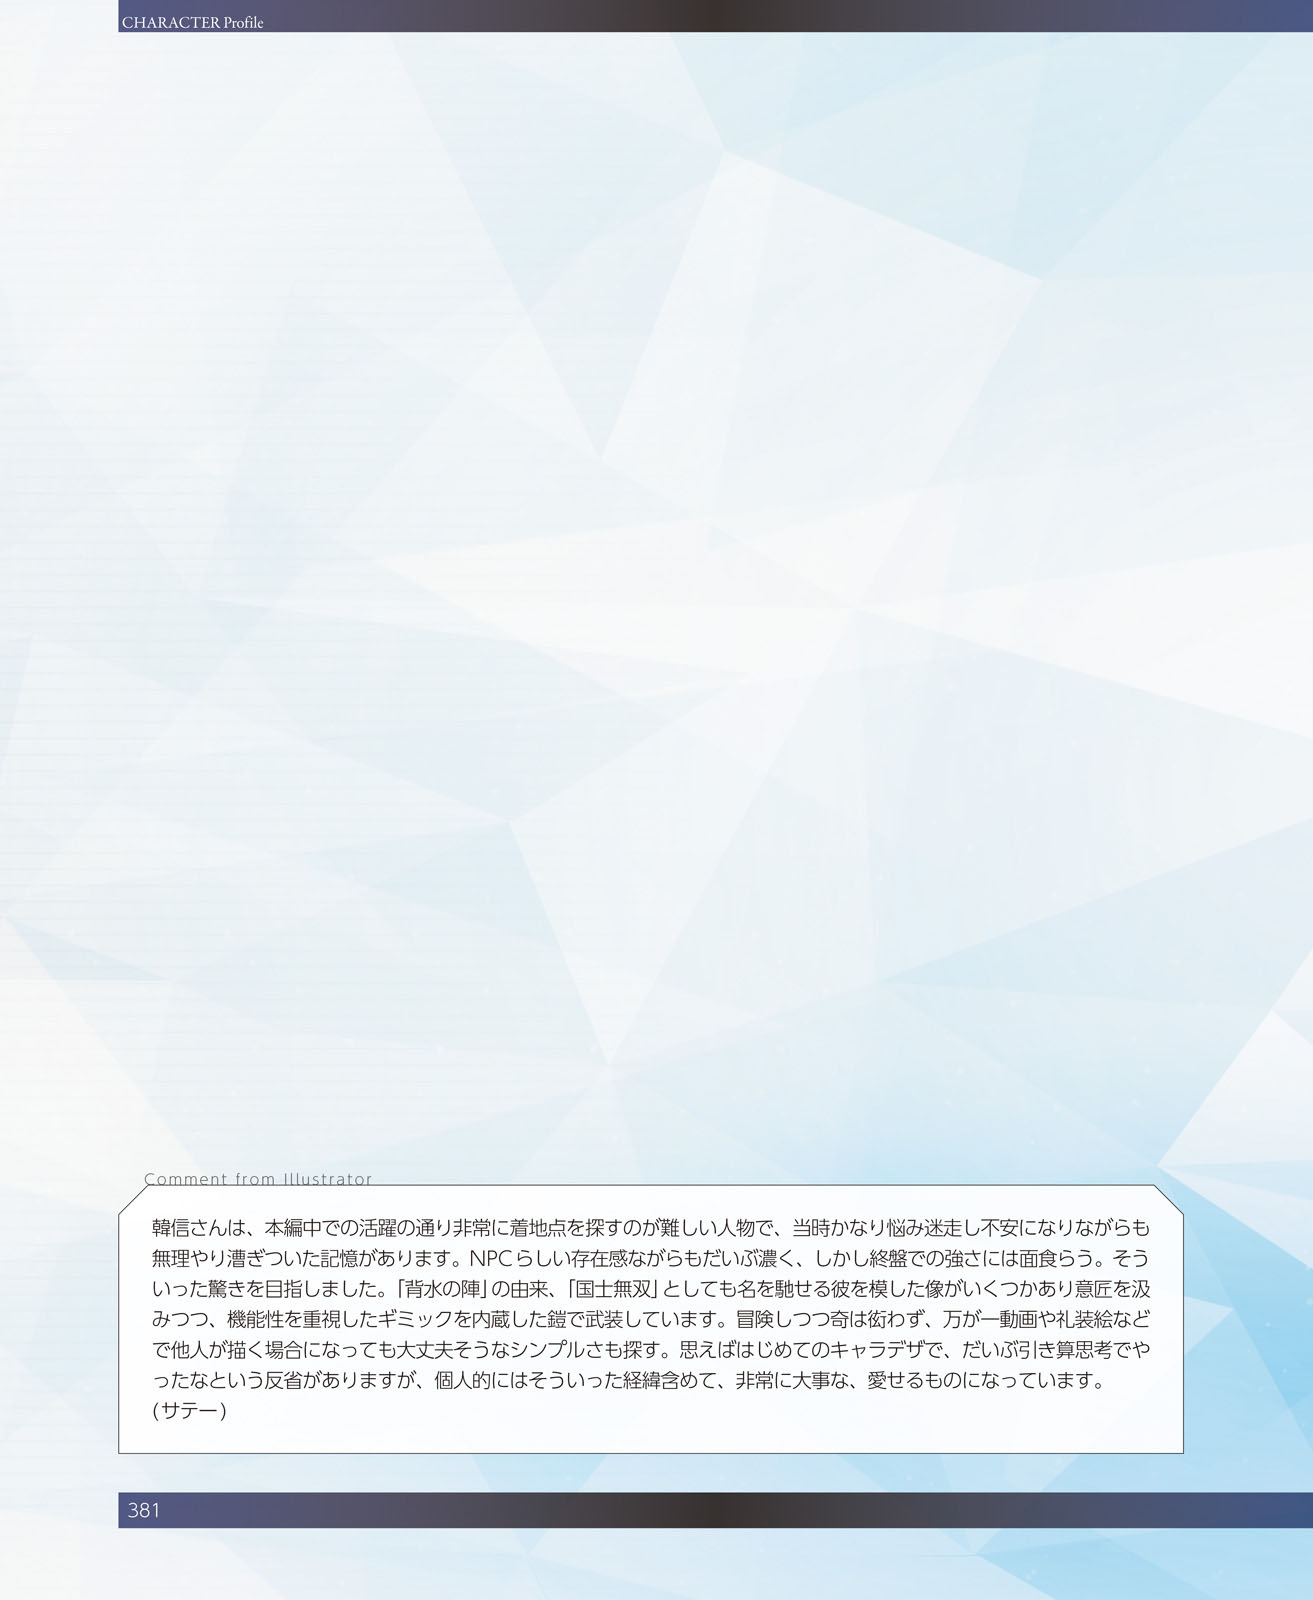 CHARACTER Profile
Comment from Illustrator
韓信さんは、本編中での活躍の通り非常に着地点を探すのが難しい人物で、当時かなり悩み迷走し不安になりながらも
無理やり漕ぎついた記憶があります。NPCらしい存在感ながらもだいぶ濃く、しかし終盤での強さには面食らう。そう
いった驚きを目指しました。「背水の陣」の由来、「国士無双」としても名を馳せる彼を模した像がいくつかあり意匠を汲
みつつ、機能性を重視したギミックを内蔵した鎧で武装しています。冒険しつつ奇は衒わず、万が一動画や礼装絵など
で他人が描く場合になっても大丈夫そうなシンプルさも探す。思えばはじめてのキャラデザで、だいぶ引き算思考でや
ったなという反省がありますが、個人的にはそういった経緯含めて、非常に大事な、愛せるものになっています。
(サテー)
381